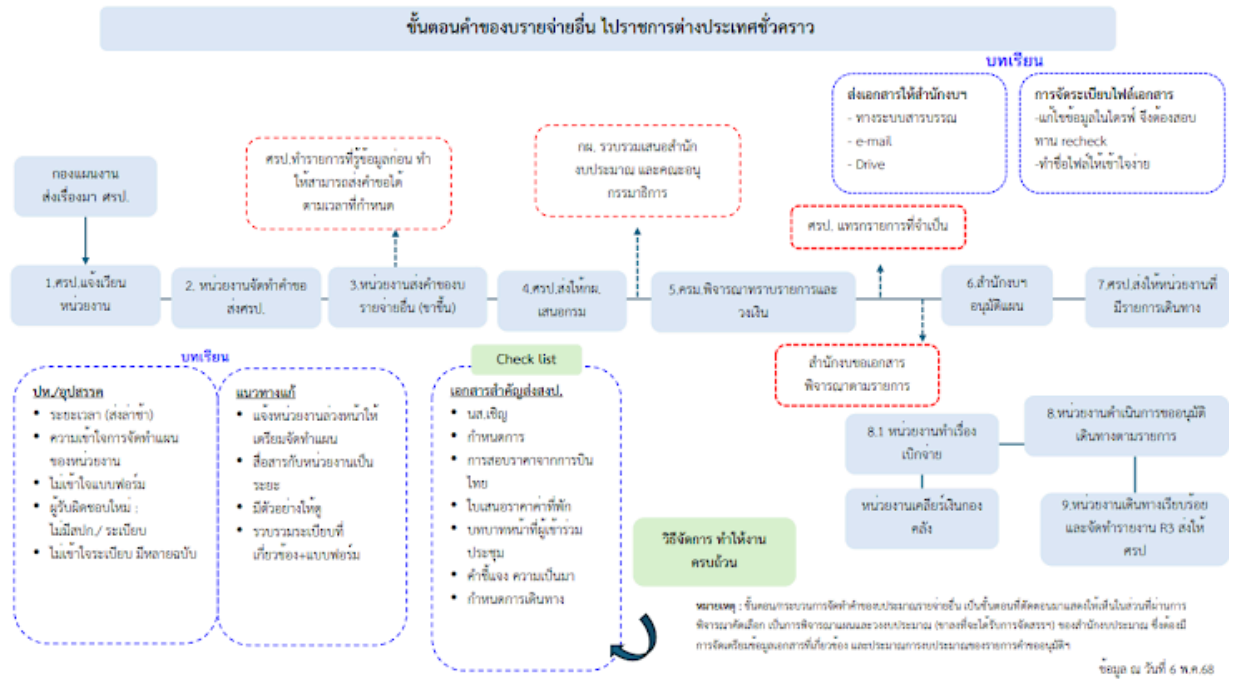 ขั้นตอนคำของบรายจ่ายอื่น ไปราชการต่างประเทศชั่วคราว
บทเรียน
ส่งเอกสารให้สำนักงบฯ
- ทางระบบสารบรรณ
- e-mail
- Drive
การจัดระเบียบไฟล์เอกสาร
-แก้ไขข้อมูลในไดรฟ์ จึงต้องสอบ
ทาน recheck
-ทำชื่อไฟล์ให้เข้าใจง่าย
กองแผนงาน
ส่งเรื่องมา ศรป.
ศรป.ทำรายการที่รู้ข้อมูลก่อน ทำ
ให้สามารถส่งคำขอได้
ตามเวลาที่กำหนด
กผ. รวบรวมเสนอสำนัก
งบประมาณ และคณะอนุ
กรรมาธิการ
ศรป. แทรกรายการที่จำเป็น
1.ศรป.แจ้งเวียน
หน่วยงาน
2. หน่วยงานจัดทำคำขอ
ส่งศรป.
3.หน่วยงานส่งคำของบ
รายจ่ายอื่น (ขาขึ้น)
4.ศรป.ส่งให้กผ.
เสนอกรม
5.ครม.พิจารณาทราบรายการและ
วงเงิน
6.สำนักงบฯ
อนุมัติแผน
7.ศรป.ส่งให้หน่วยงานที่
มีรายการเดินทาง
สำนักงบขอเอกสาร
พิจารณาตามรายการ
บทเรียน
ปห./อุปสรรค
• ระยะเวลา (ส่งล่าช้า)
• ความเข้าใจการจัดทำแผน
ของหน่วยงาน
• ไม่เข้าใจแบบฟอร์ม
• ผู้รับผิดชอบใหม่ :
ไม่มีสปก./ ระเบียบ
• ไม่เข้าใจระเบียบ มีหลายฉบับ
แนวทางแก้
• แจ้งหน่วยงานล่วงหน้าให้
เตรียมจัดทำแผน
• สื่อสารกับหน่วยงานเป็น
ระยะ
• มีตัวอย่างให้ดู
• รวบรวมระเบียบที่
เกี่ยวข้อง+แบบฟอร์ม
Check list
เอกสารสำคัญส่งสงป.
• นส.เชิญ
• กำหนดการ
• การสอบราคาจากการบิน
ไทย
• ใบเสนอราคาค่าที่พัก
• บทบาทหน้าที่ผู้เข้าร่วม
ประชุม
• คำชี้แจง ความเป็นมา
• กำหนดการเดินทาง
วิธีจัดการ ทำให้งาน
ครบถ้วน
8.1 หน่วยงานทำเรื่อง
เบิกจ่าย
8.หน่วยงานดำเนินการขออนุมัติ
เดินทางตามรายการ
หน่วยงานเคลียร์เงินกอง
คลัง
9.หน่วยงานเดินทางเรียบร้อย
และจัดทำรายงาน R3 ส่งให้
ศรป
หมายเหตุ : ขั้นตอน/กระบวนการจัดทำคำของบประมาณรายจ่ายอื่น เป็นขั้นตอนที่ตัดตอนมาแสดงให้เห็นในส่วนที่ผ่านการ
พิจารณาคัดเลือก เป็นการพิจารณาแผนและวงงบประมาณ (ขาลงที่จะได้รับการจัดสรรฯ) ของสำนักงบประมาณ ซึ่งต้องมี
การจัดเตรียมข้อมูลเอกสารที่เกี่ยวข้อง และประมาณการงบประมาณของรายการคำขออนุมัติฯ
ข้อมูล ณ วันที่ 6 พ.ค.68